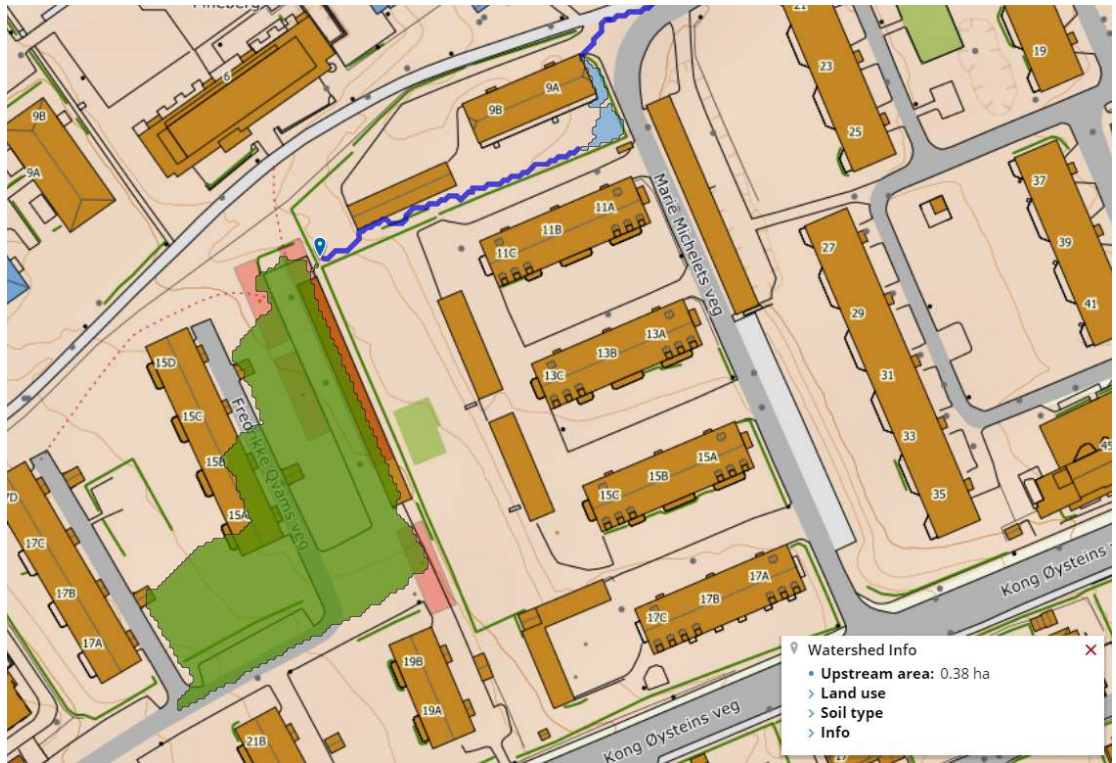 Pineberg
6
9B
9A
9B
9A
21
23
25
19
37
39
41
27
29
31
33
35
45
11A
11B
11C
Marie Michelets veg
13A
13B
13C
15D
15C
15B
15A
Fredrikke Qvams veg
15A
15B
15C
17C
17B
17A
17A
17B
17C
19B
19A
21B
Kong Øysteins veg
Kong Øysteins v
Watershed Info
Upstream area: 0.38 ha
Land use
Soil type
Info